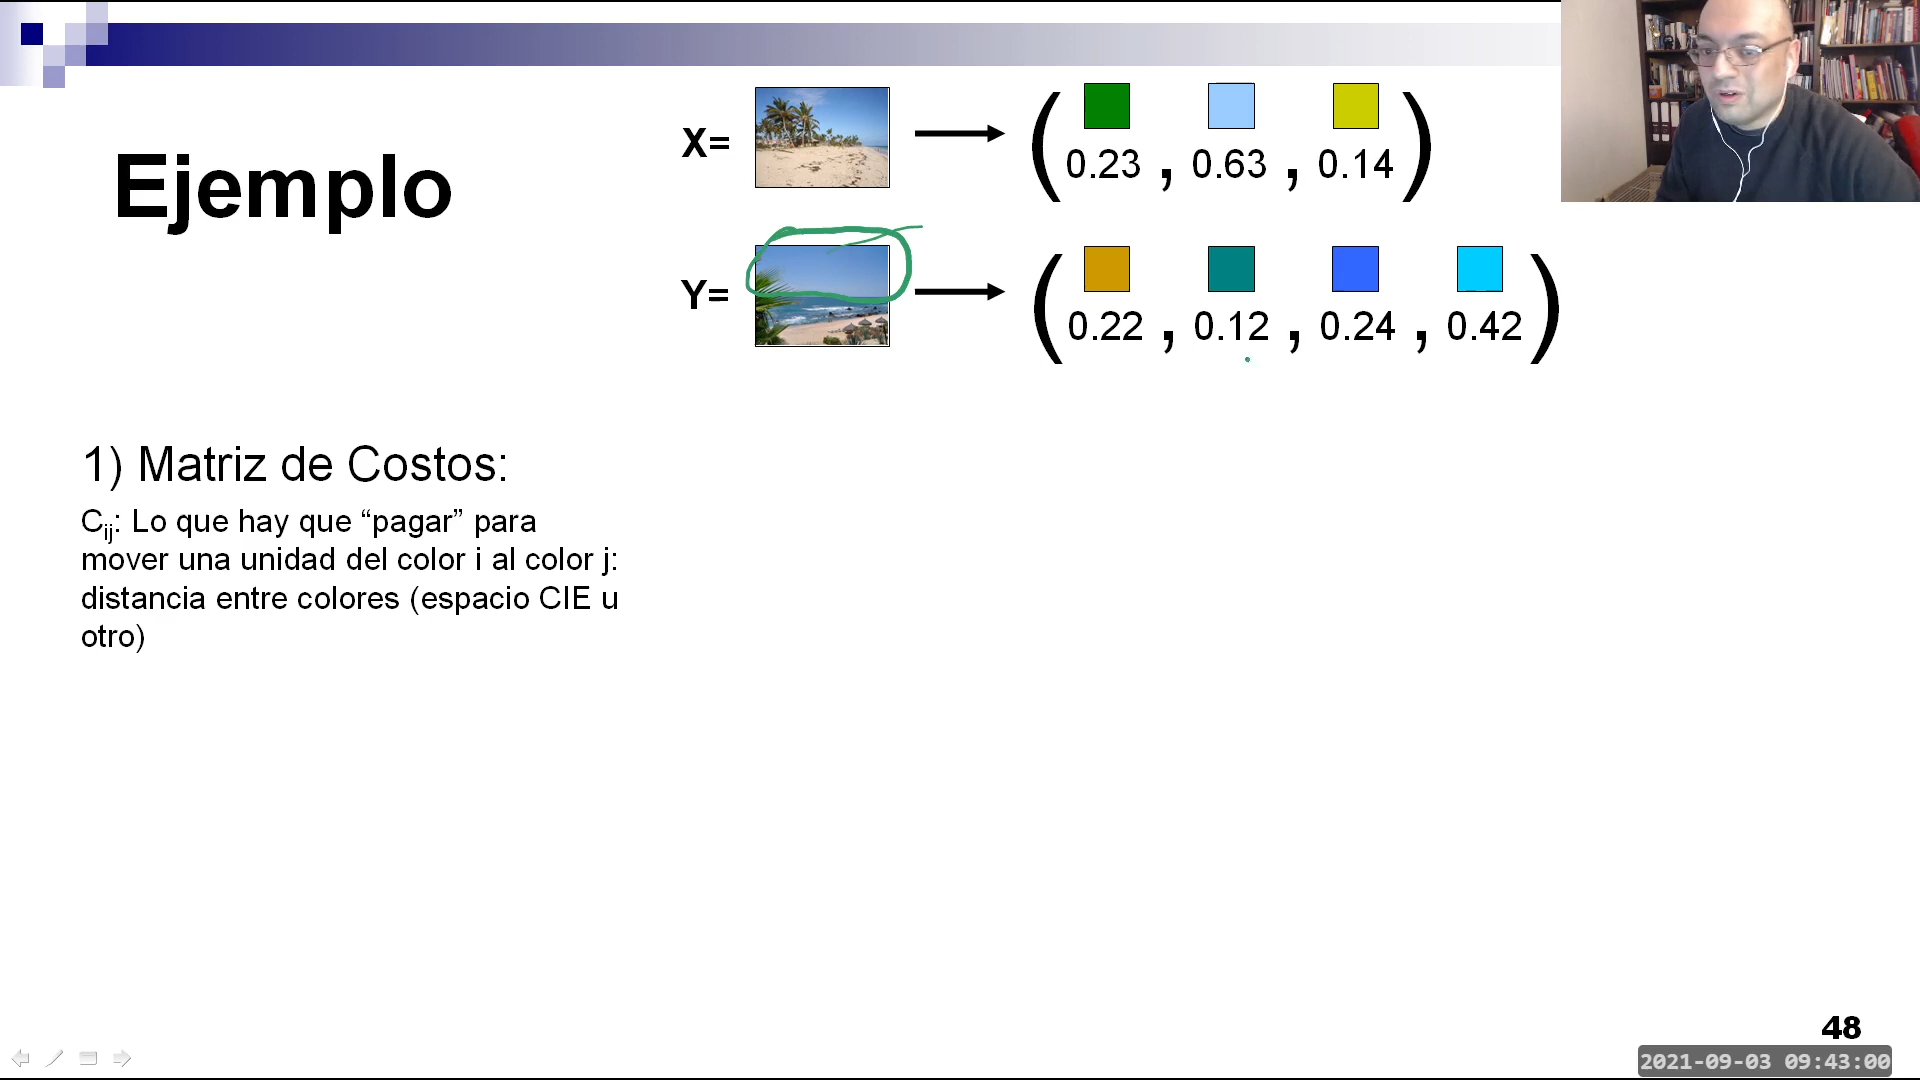 Ejemplo
X=
( 0.23 , 0.63 , 0.14 )
Y=
( 0.22 , 0.12 , 0.24 , 0.42 )
1) Matriz de Costos:
Cij: Lo que hay que “pagar” para
mover una unidad del color i al color j:
distancia entre colores (espacio CIE u
otro)
48
2021-09-03 09:43:00